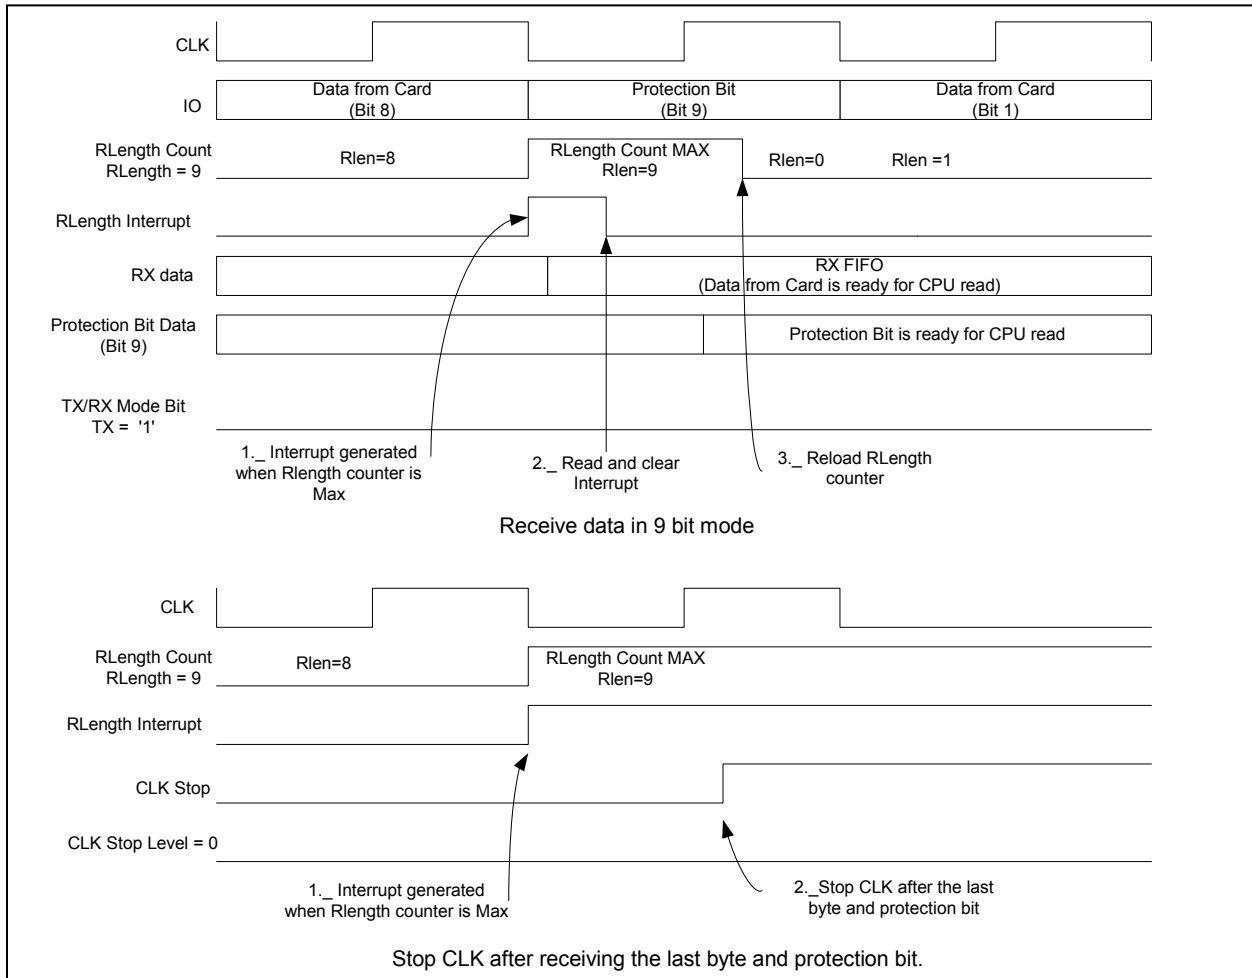 CLK
IO
Data from Card
(Bit 8)
Protection Bit
(Bit 9)
Data from Card
(Bit 1)
RLength Count
RLength = 9
Rlen=8
RLength Count MAX
Rlen=9
Rlen=0
Rlen =1
RLength Interrupt
RX data
RX FIFO
(Data from Card is ready for CPU read)
Protection Bit Data
(Bit 9)
Protection Bit is ready for CPU read
TX/RX Mode Bit
TX = '1'
1._ Interrupt generated
when Rlength counter is
Max
2._ Read and clear
Interrupt
3._ Reload RLength
counter
Receive data in 9 bit mode
CLK
RLength Count
RLength = 9
Rlen=8
RLength Count MAX
Rlen=9
RLength Interrupt
CLK Stop
CLK Stop Level = 0
1._ Interrupt generated
when Rlength counter is Max
2._Stop CLK after the last
byte and protection bit
Stop CLK after receiving the last byte and protection bit.